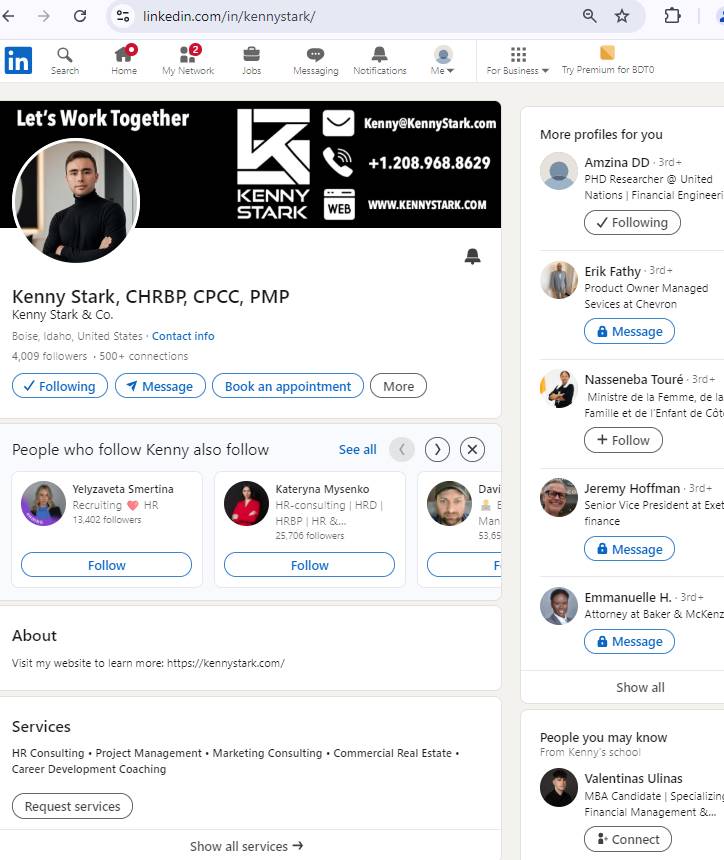 linkedin.com/in/kennystark/
in
Search
Home
2
My Network
Jobs
Messaging
Notifications
Me
For Business
Try Premium for BDT0
Let's Work Together
KENNY
STARK
Kenny@KennyStark.com
+1.208.968.8629
WEB
WWW.KENNYSTARK.COM
Kenny Stark, CHRBP, CPCC, PMP
Kenny Stark & Co.
Boise, Idaho, United States · Contact info
4,009 followers · 500+ connections
Following
Message
Book an appointment
More
People who follow Kenny also follow
See all
Yelyzaveta Smertina
Recruiting ❤️ HR
13,402 followers
Follow
Kateryna Mysenko
HR-consulting | HRD |
HRBP | HR &...
25,706 followers
Follow
Davi
E
Man
53,65
F
About
Visit my website to learn more: https://kennystark.com/
Services
HR Consulting • Project Management • Marketing Consulting • Commercial Real Estate •
Career Development Coaching
Request services
Show all services →
More profiles for you
Amzina DD · 3rd+
PHD Researcher @ United
Nations | Financial Engineeri
Following
Erik Fathy · 3rd+
Product Owner Managed
Sevices at Chevron
Message
Nasseneba Touré · 3rd+
Ministre de la Femme, de la
Famille et de l'Enfant de Côt
Follow
Jeremy Hoffman · 3rd+
Senior Vice President at Exet
finance
Message
Emmanuelle H. · 3rd+
Attorney at Baker & McKenz
Message
Show all
People you may know
From Kenny's school
Valentinas Ulinas
MBA Candidate | Specializing
Financial Management &...
Connect